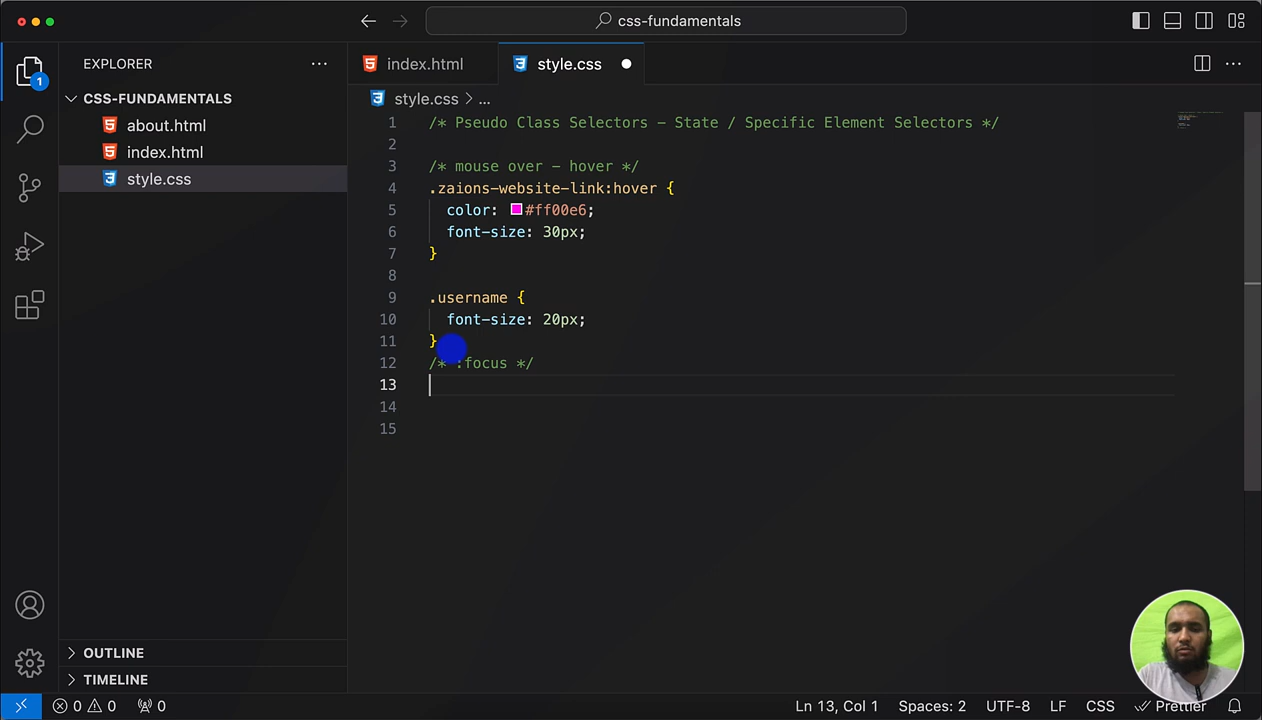 css-fundamentals
EXPLORER
index.html
style.css
1
CSS-FUNDAMENTALS
about.html
index.html
style.css
OUTLINE
TIMELINE
style.css > ...
1 /* Pseudo Class Selectors - State / Specific Element Selectors */
2
3 /* mouse over - hover */
4 .zaions-website-link:hover {
5 color: #ff00e6;
6 font-size: 30px;
7 }
8
9 .username {
10 font-size: 20px;
11 }
12 /* :focus */
13
14
15
0 0 0
Ln 13, Col 1
Spaces: 2
UTF-8
LF
CSS
Prettier